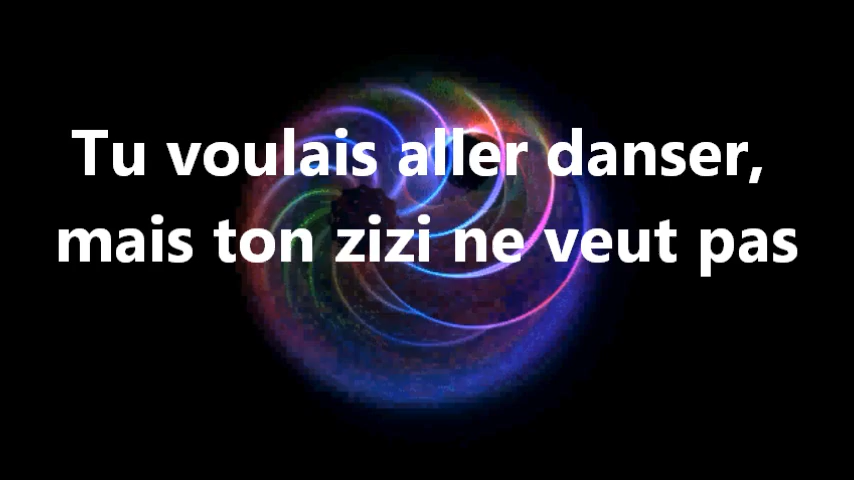 Tu voulais aller danser,
mais ton zizi ne veut pas